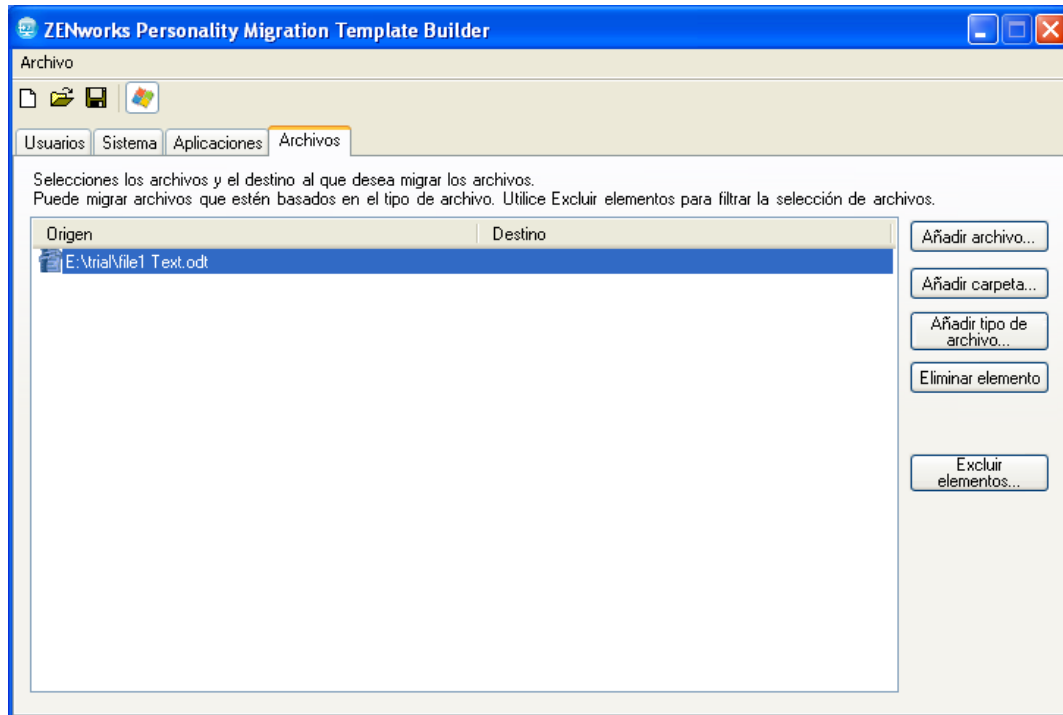 ZENworks Personality Migration Template Builder
Archivo
Usuarios Sistema Aplicaciones Archivos
Selecciones los archivos y el destino al que desea migrar los archivos.
Puede migrar archivos que estén basados en el tipo de archivo. Utilice Excluir elementos para filtrar la selección de archivos.
Origen Destino
E:\trial\file1 Text.odt
Añadir archivo...
Añadir carpeta...
Añadir tipo de
archivo...
Eliminar elemento
Excluir
elementos...